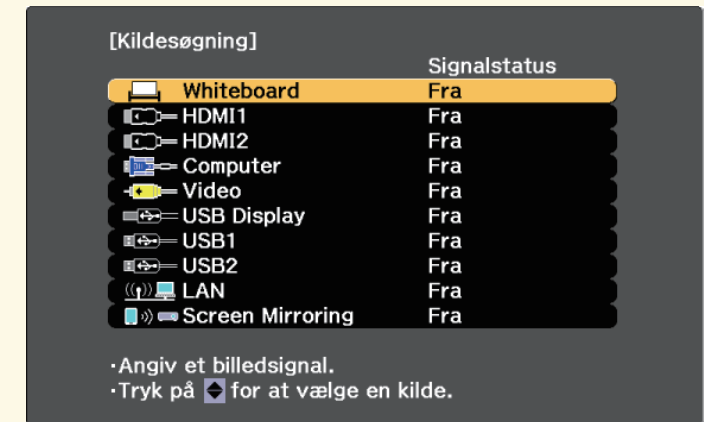 [Kildesøgning]
Signalstatus
Whiteboard Fra
HDMI1 Fra
HDMI2 Fra
Computer Fra
Video Fra
USB Display Fra
USB1 Fra
USB2 Fra
LAN Fra
Screen Mirroring Fra
·Angiv et billedsignal.
·Tryk på for at vælge en kilde.